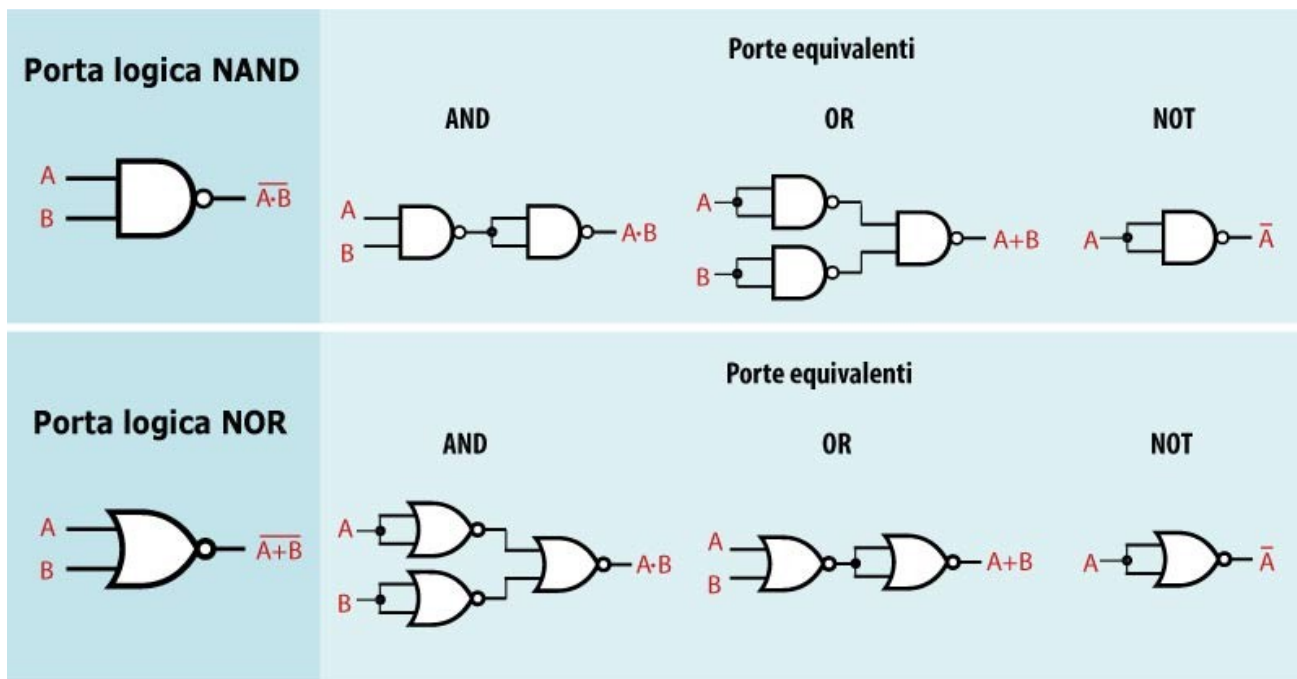 Porta logica NAND
A
B
A̅·̅B̅
Porte equivalenti
AND
A
B
A·B
OR
A
B
A+B
NOT
A
A̅
Porta logica NOR
A
B
A̅+̅B̅
Porte equivalenti
AND
A
B
A·B
OR
A
B
A+B
NOT
A
A̅